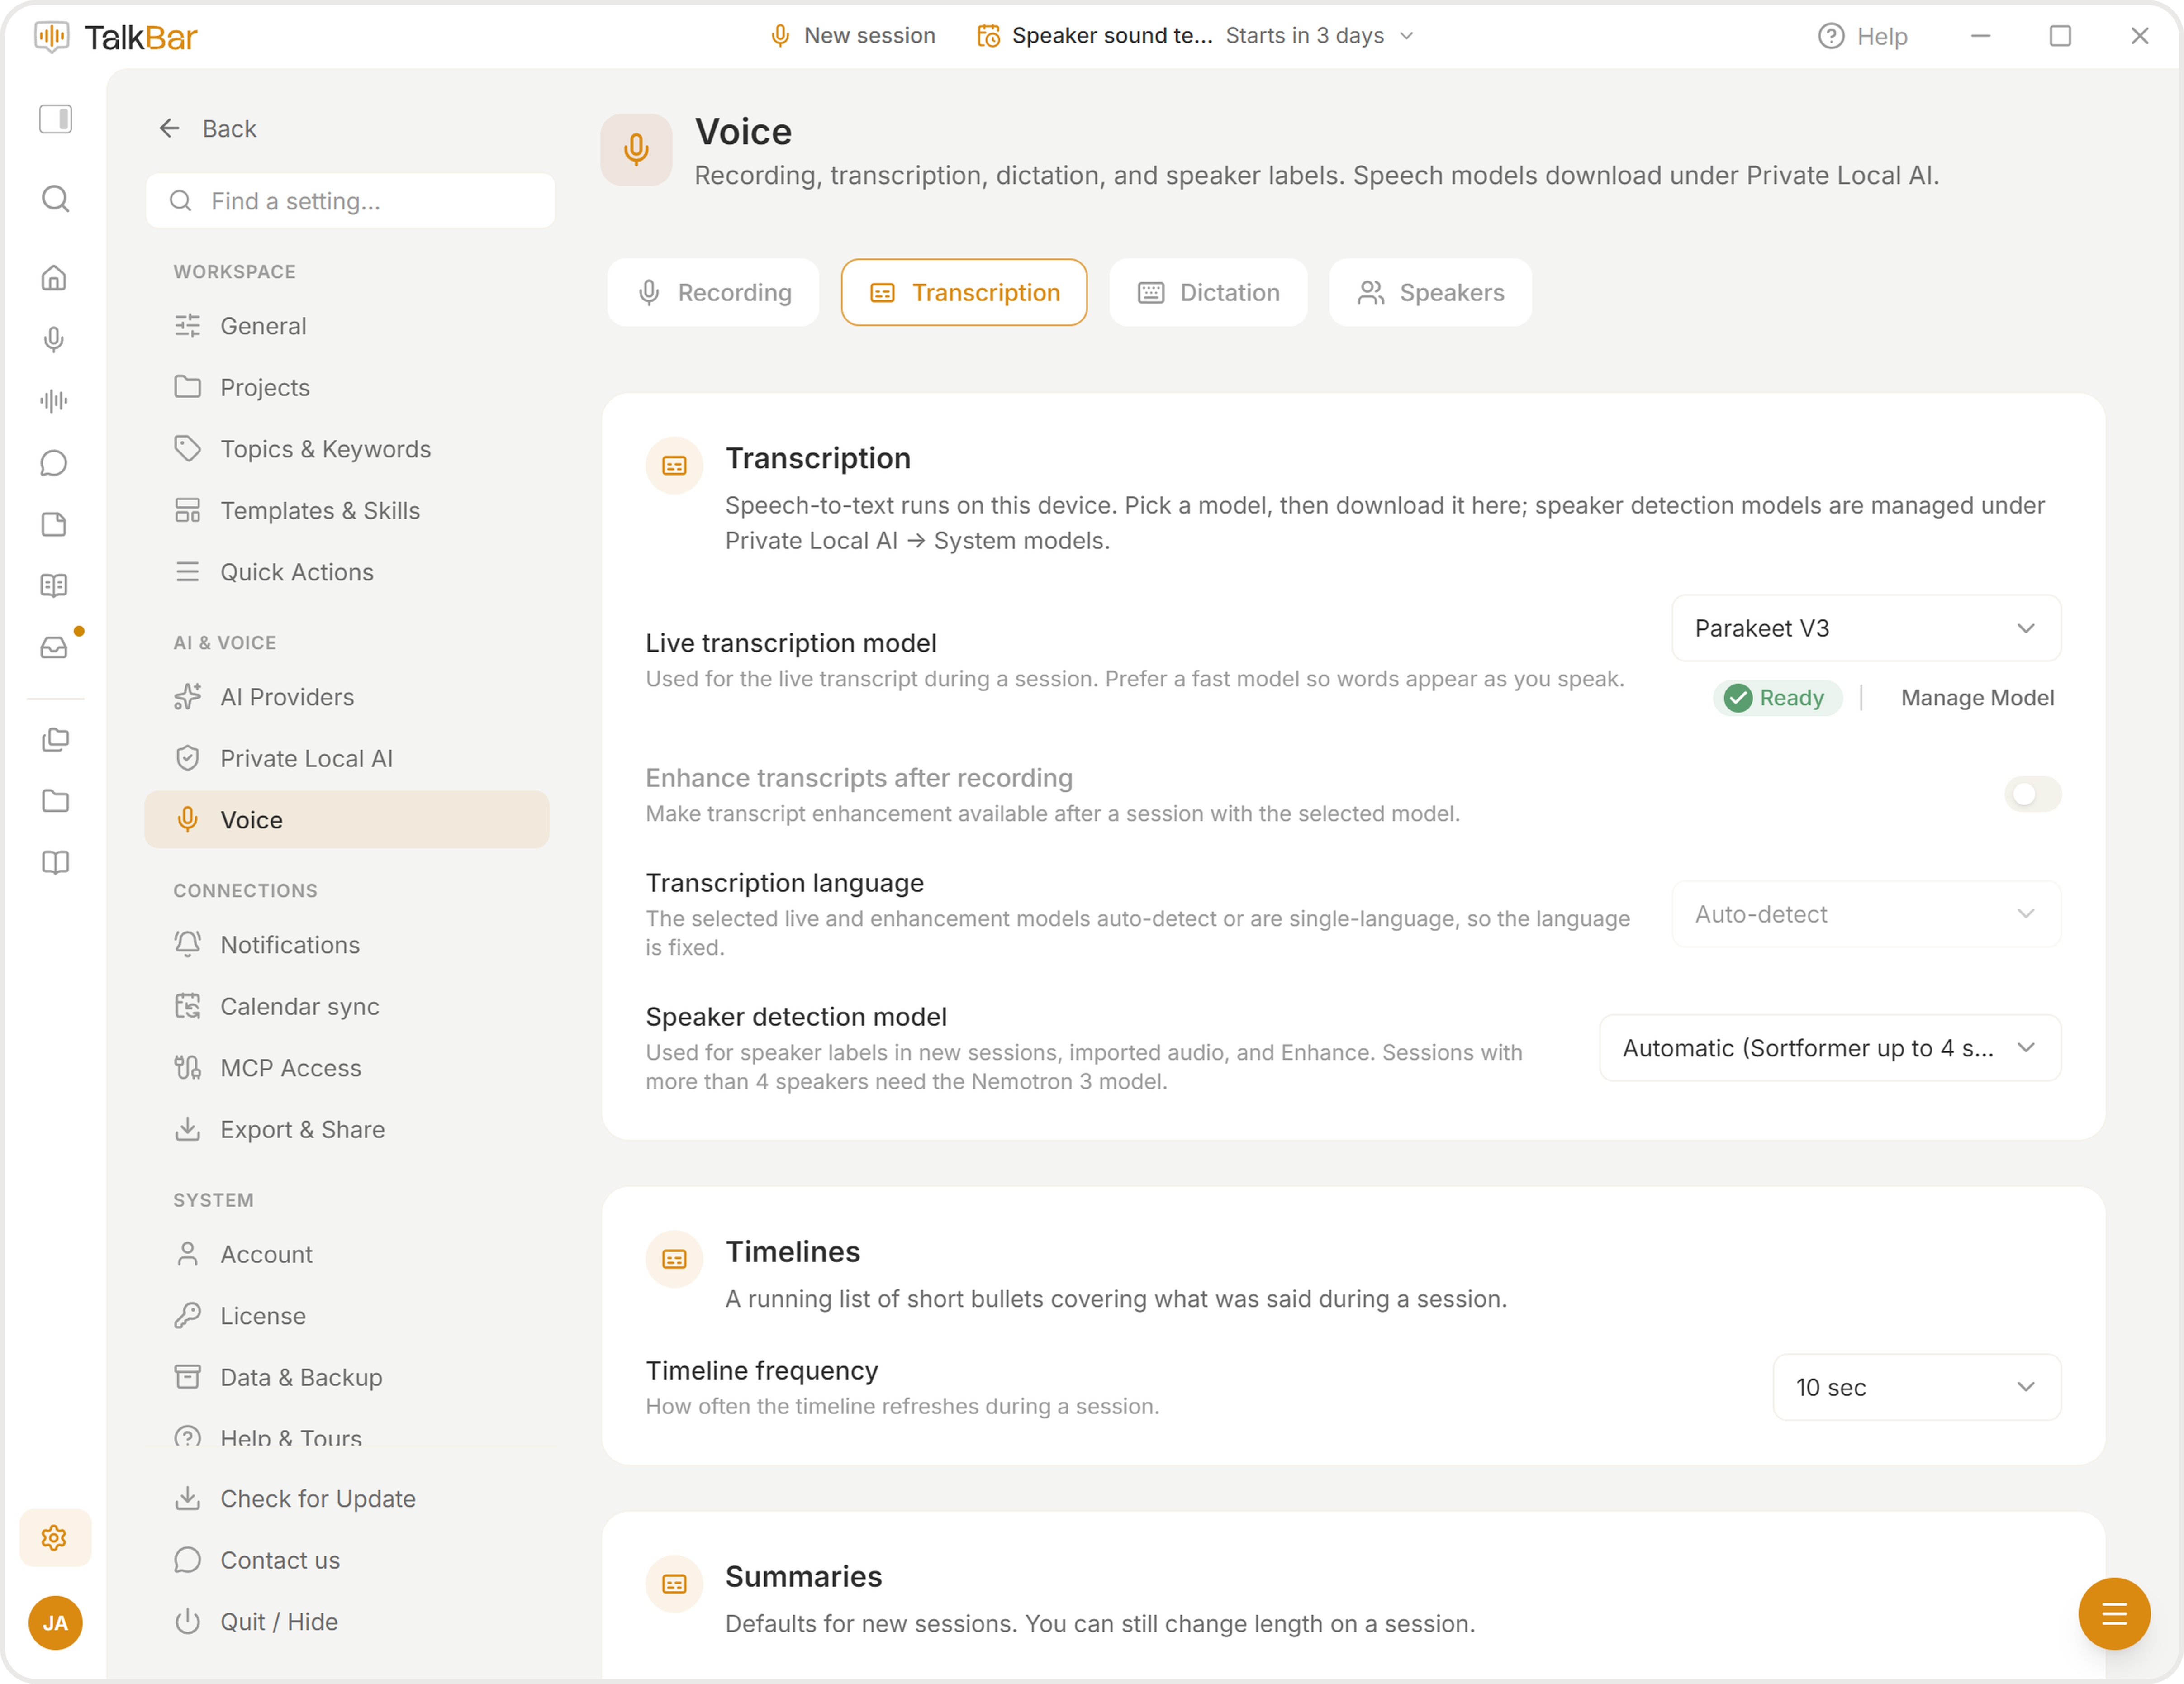 TalkBar
New session
Speaker sound te... Starts in 3 days
Help
Back
Find a setting...
WORKSPACE
General
Projects
Topics & Keywords
Templates & Skills
Quick Actions
AI & VOICE
AI Providers
Private Local AI
Voice
CONNECTIONS
Notifications
Calendar sync
MCP Access
Export & Share
SYSTEM
Account
License
Data & Backup
Help & Tours
Check for Update
Contact us
Quit / Hide
JA
Voice
Recording, transcription, dictation, and speaker labels. Speech models download under Private Local AI.
Recording
Transcription
Dictation
Speakers
Transcription
Speech-to-text runs on this device. Pick a model, then download it here; speaker detection models are managed under
Private Local AI → System models.
Live transcription model
Used for the live transcript during a session. Prefer a fast model so words appear as you speak.
Parakeet V3
Ready
Manage Model
Enhance transcripts after recording
Make transcript enhancement available after a session with the selected model.
Transcription language
The selected live and enhancement models auto-detect or are single-language, so the language
is fixed.
Auto-detect
Speaker detection model
Used for speaker labels in new sessions, imported audio, and Enhance. Sessions with
more than 4 speakers need the Nemotron 3 model.
Automatic (Sortformer up to 4 s...
Timelines
A running list of short bullets covering what was said during a session.
Timeline frequency
How often the timeline refreshes during a session.
10 sec
Summaries
Defaults for new sessions. You can still change length on a session.